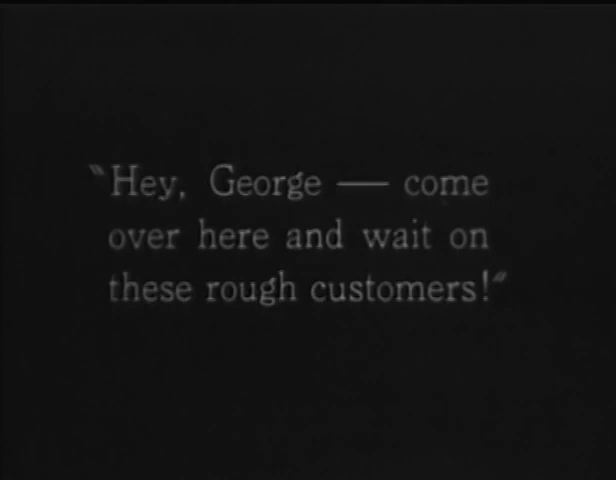 "Hey, George — come
over here and wait on
these rough customers!"